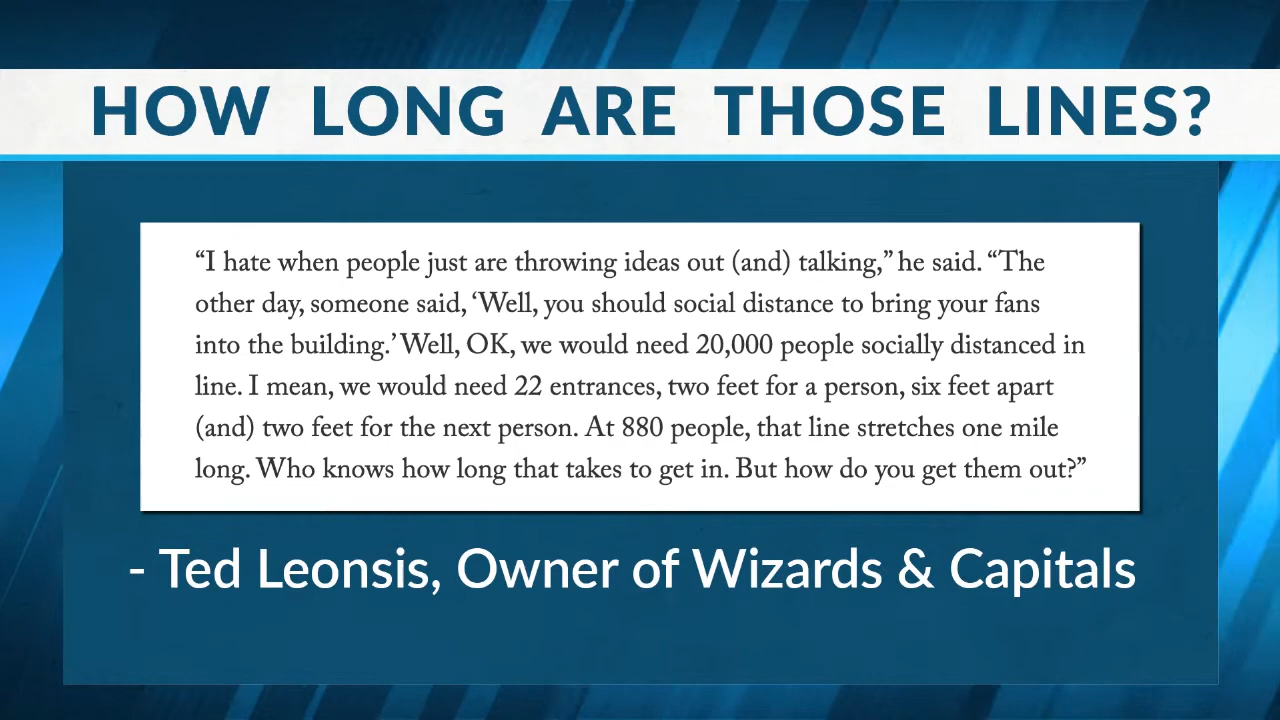 HOW LONG ARE THOSE LINES?
“I hate when people just are throwing ideas out (and) talking,” he said. “The
other day, someone said, ‘Well, you should social distance to bring your fans
into the building.’ Well, OK, we would need 20,000 people socially distanced in
line. I mean, we would need 22 entrances, two feet for a person, six feet apart
(and) two feet for the next person. At 880 people, that line stretches one mile
long. Who knows how long that takes to get in. But how do you get them out?”
- Ted Leonsis, Owner of Wizards & Capitals